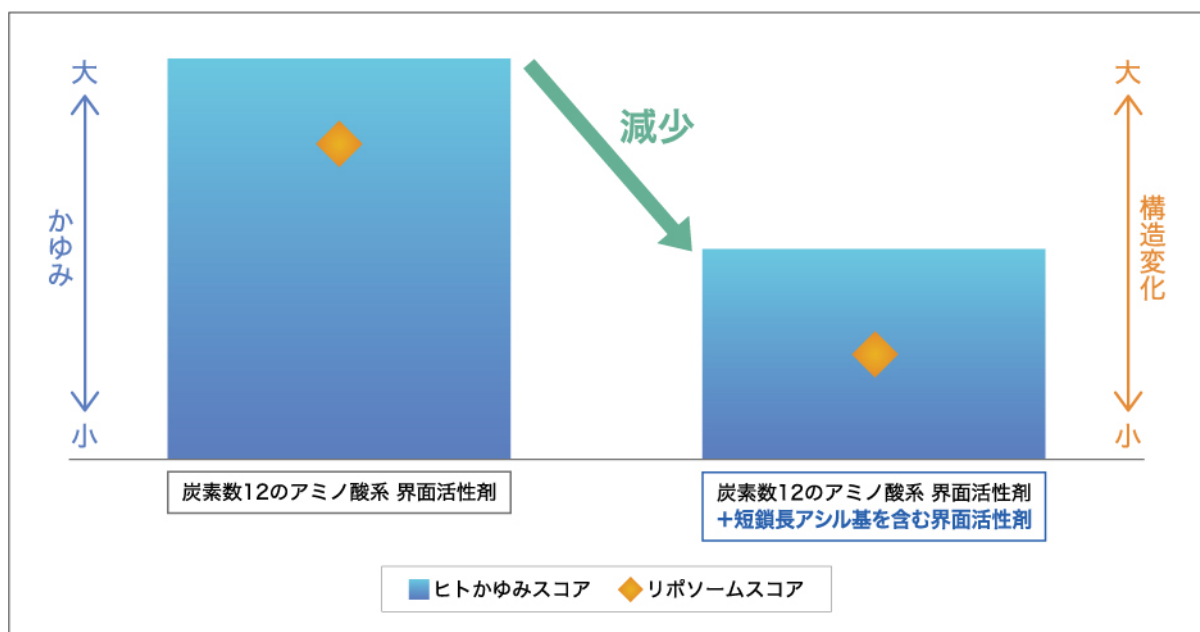 大
かゆみ
小
減少
大
構造変化
小
炭素数12のアミノ酸系 界面活性剤
炭素数12のアミノ酸系 界面活性剤
+短鎖長アシル基を含む界面活性剤
ヒトかゆみスコア
リポソームスコア